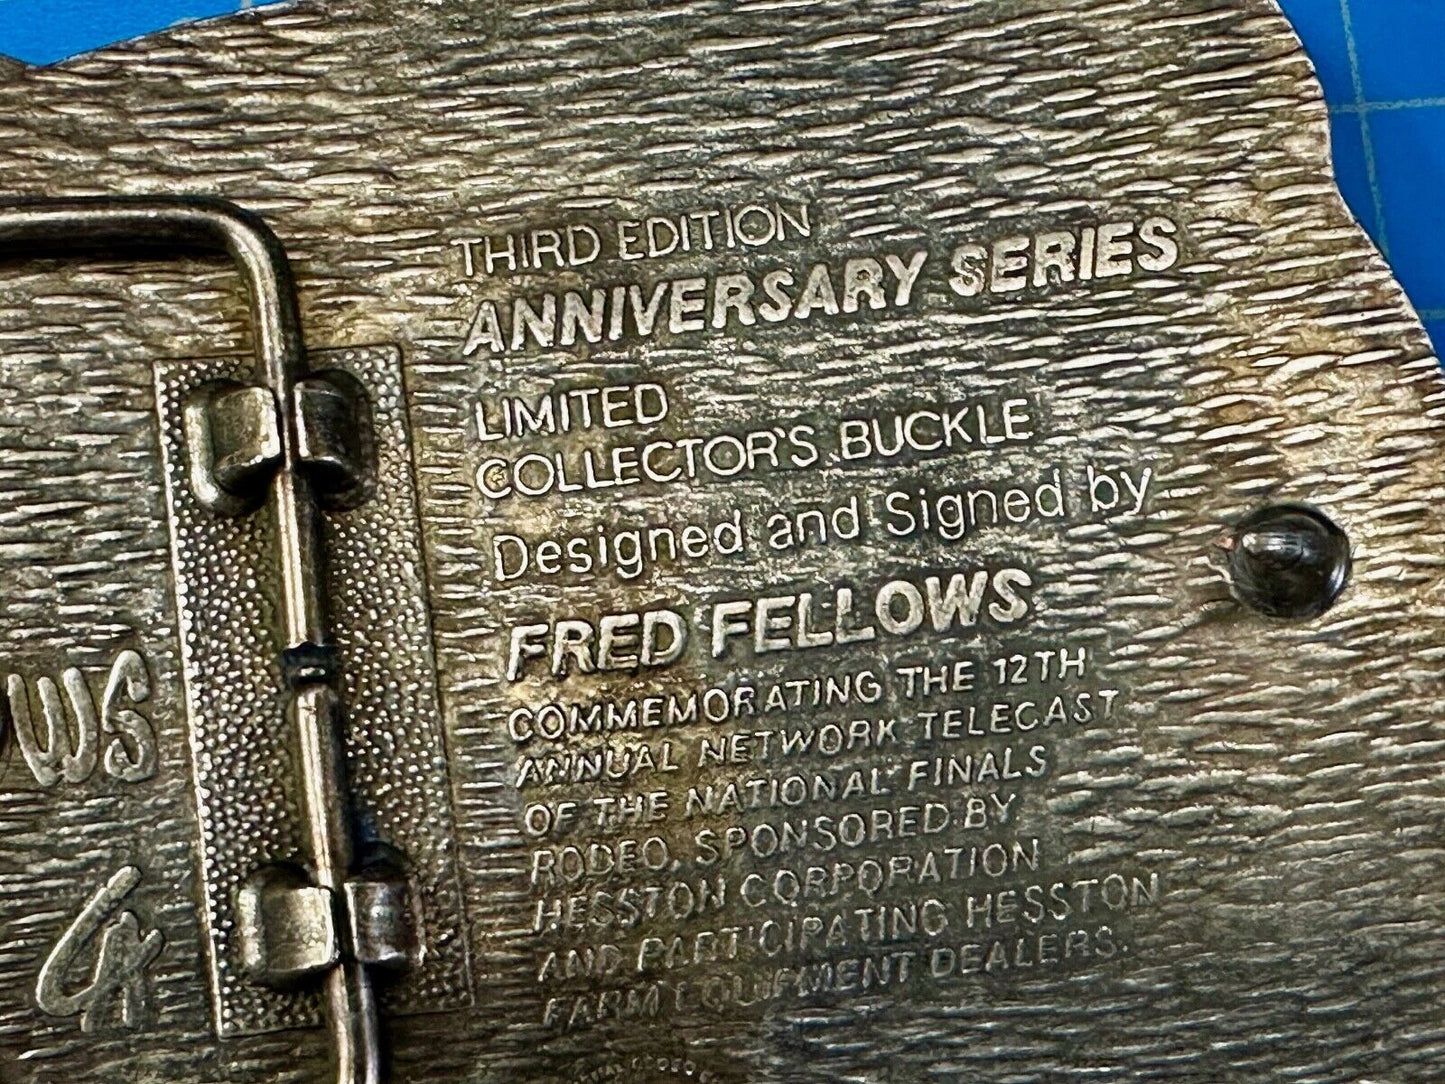 THIRD EDITION
ANNIVERSARY SERIES
LIMITED
COLLECTOR'S BUCKLE
Designed and Signed by
FRED FELLOWS
COMMEMORATING THE 12TH
ANNUAL NETWORK TELECAST
OF THE NATIONAL FINALS
RODEO, SPONSORED BY
HESSTON CORPORATION
AND PARTICIPATING HESSTON
FARM EQUIPMENT DEALERS.
WS